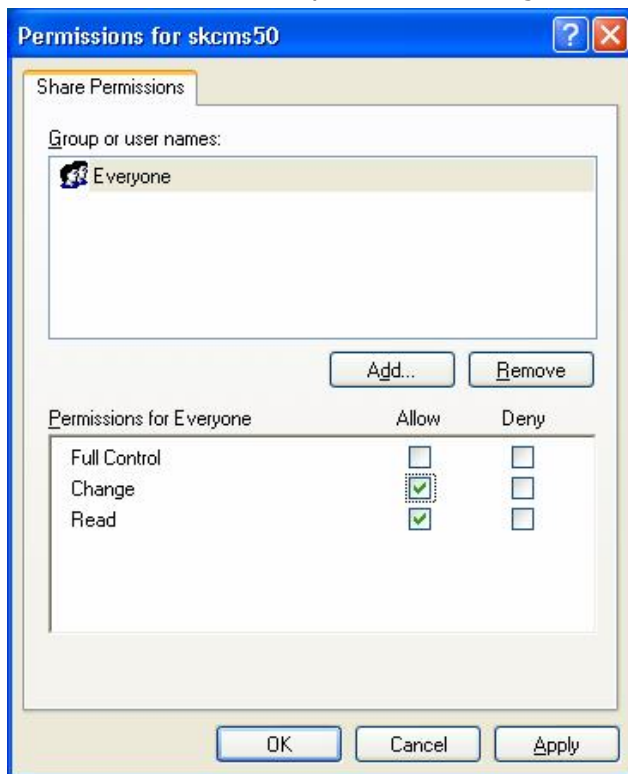 Permissions for skcms50
Share Permissions
Group or user names:
Everyone
Add... Remove
Permissions for Everyone Allow Deny
Full Control
Change
Read
OK Cancel Apply